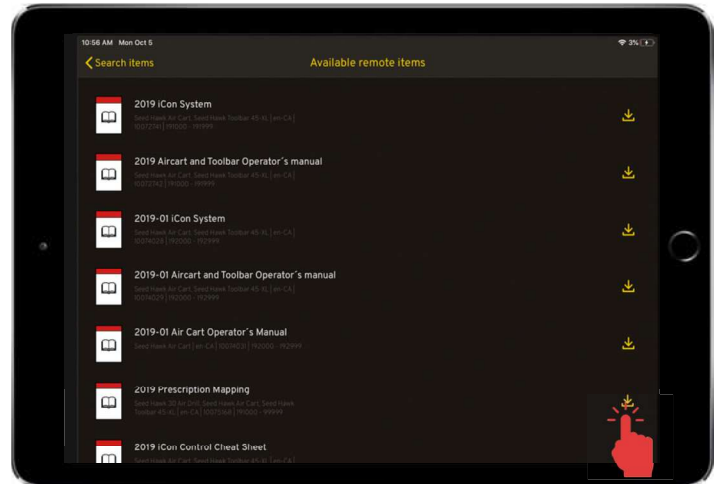 10:56 AM Mon Oct 5
3%
Search items
Available remote items
2019 iCon System
Seed Hawk Air Cart, Seed Hawk Toolbar 45-XL | en-CA |
10072741 | 191000 - 191999
2019 Aircart and Toolbar Operator´s manual
Seed Hawk Air Cart, Seed Hawk Toolbar 45-XL | en-CA |
10072742 | 191000 - 191999
2019-01 iCon System
Seed Hawk Air Cart, Seed Hawk Toolbar 45-XL | en-CA |
10074028 | 192000 - 192999
2019-01 Aircart and Toolbar Operator´s manual
Seed Hawk Air Cart, Seed Hawk Toolbar 45-XL | en-CA |
10074029 | 192000 - 192999
2019-01 Air Cart Operator´s Manual
Seed Hawk Air Cart | en-CA | 10074031 | 192000 - 192999
2019 Prescription Mapping
Seed Hawk 30 Air Drill, Seed Hawk Air Cart, Seed Hawk
Toolbar 45-XL | en-CA | 10075168 | 191000 - 99999
2019 iCon Control Cheat Sheet
Seed Hawk Air Cart, Seed Hawk Toolbar 45-XL | en-CA |